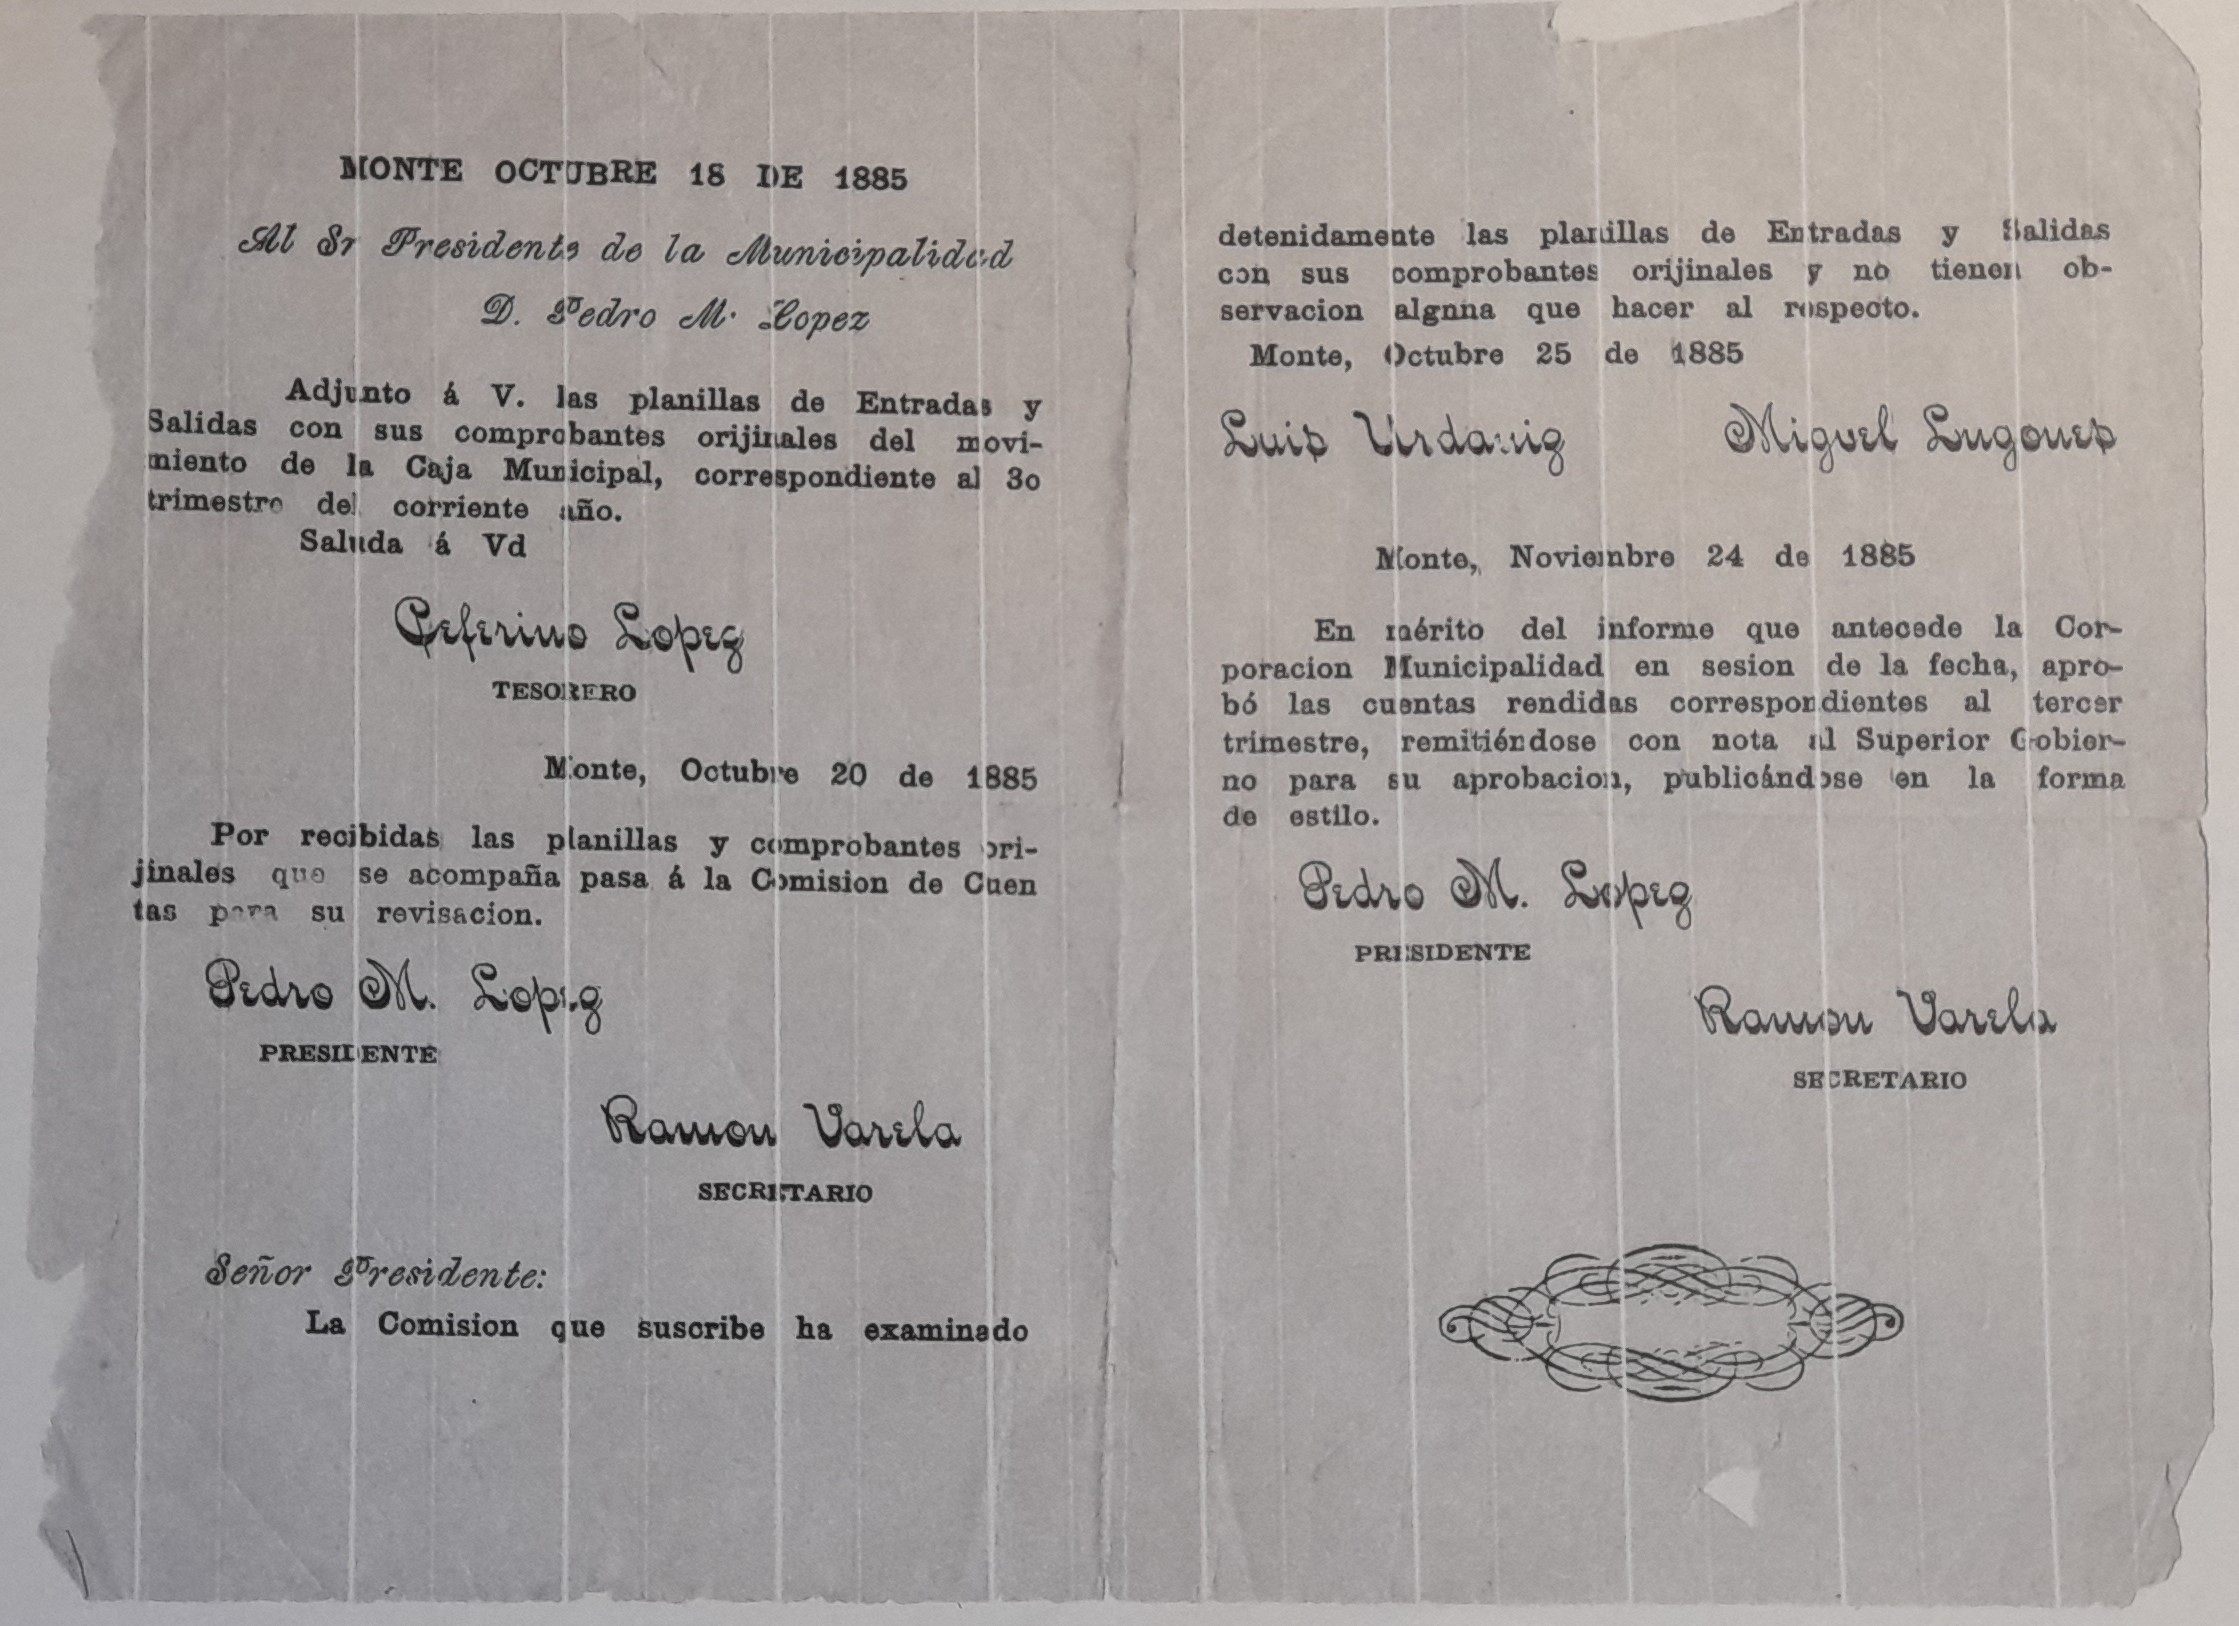 MONTE OCTUBRE 18 DE 1885
Al Sr Presidente de la Municipalidad
D. Pedro M. Lopez
Adjunto á V. las planillas de Entradas y
Salidas con sus comprobantes orijinales del movi-
miento de la Caja Municipal, correspondiente al 3o
trimestre del corriente año.
Saluda á Vd
Ceferino Lopez
TESORERO
Monte, Octubre 20 de 1885
Por recibidas las planillas y comprobantes ori-
jinales que se acompaña pasa á la Comision de Cuen
tas para su revisacion.
Pedro M. Lopez
PRESIDENTE
Ramon Varela
SECRETARIO
Señor Presidente:
La Comision que suscribe ha examinado
detenidamente las planillas de Entradas y Salidas
con sus comprobantes orijinales y no tienen ob-
servacion algnna que hacer al respecto.
Monte, Octubre 25 de 1885
Luis Urdaniz Miguel Lugones
Monte, Noviembre 24 de 1885
En mérito del informe que antecede la Cor-
poracion Municipalidad en sesion de la fecha, apro-
bó las cuentas rendidas correspondientes al tercer
trimestre, remitiéndose con nota al Superior Gobier-
no para su aprobacion, publicándose en la forma
de estilo.
Pedro M. Lopez
PRESIDENTE
Ramon Varela
SECRETARIO